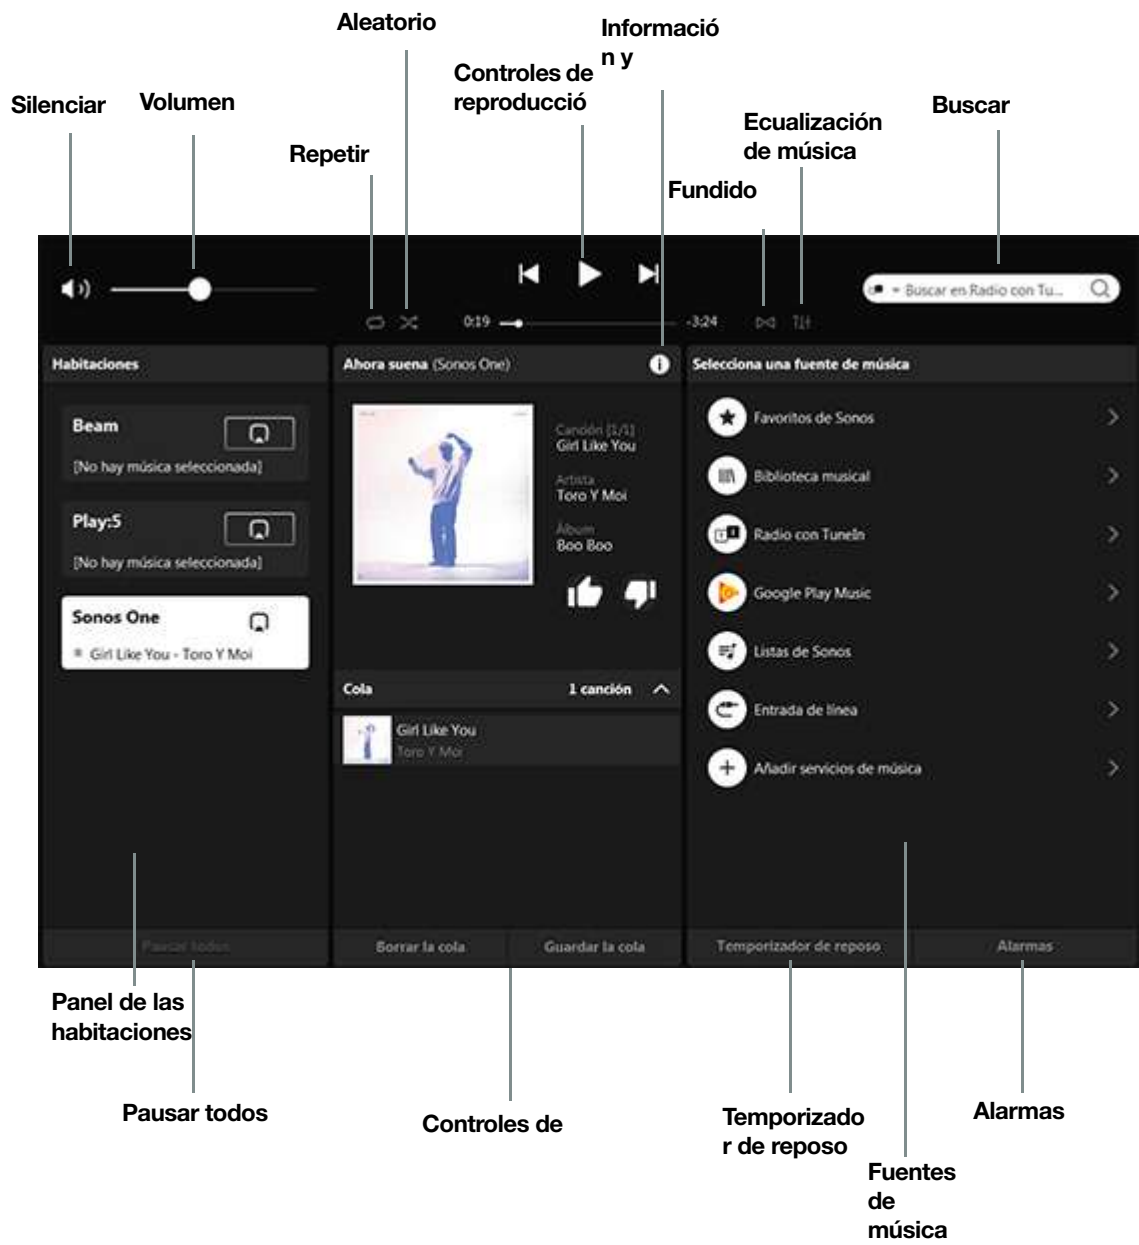 Aleatorio
Informació
n y
Controles de
reproducció
Silenciar
Volumen
Buscar
Ecualización
de música
Repetir
Fundido
Buscar en Radio con Tu...
0:19
-3:24
Habitaciones
Ahora suena (Sonos One)
Selecciona una fuente de música
Beam
[No hay música seleccionada]
Play:5
[No hay música seleccionada]
Sonos One
Girl Like You - Toro Y Moi
Canción [1/1]
Girl Like You
Artista
Toro Y Moi
Álbum
Boo Boo
Cola
1 canción
Girl Like You
Toro Y Moi
Favoritos de Sonos
Biblioteca musical
Radio con TuneIn
Google Play Music
Listas de Sonos
Entrada de línea
Añadir servicios de música
Pausar todos
Borrar la cola
Guardar la cola
Temporizador de reposo
Alarmas
Panel de las
habitaciones
Pausar todos
Controles de
Temporizado
r de reposo
Alarmas
Fuentes
de
música